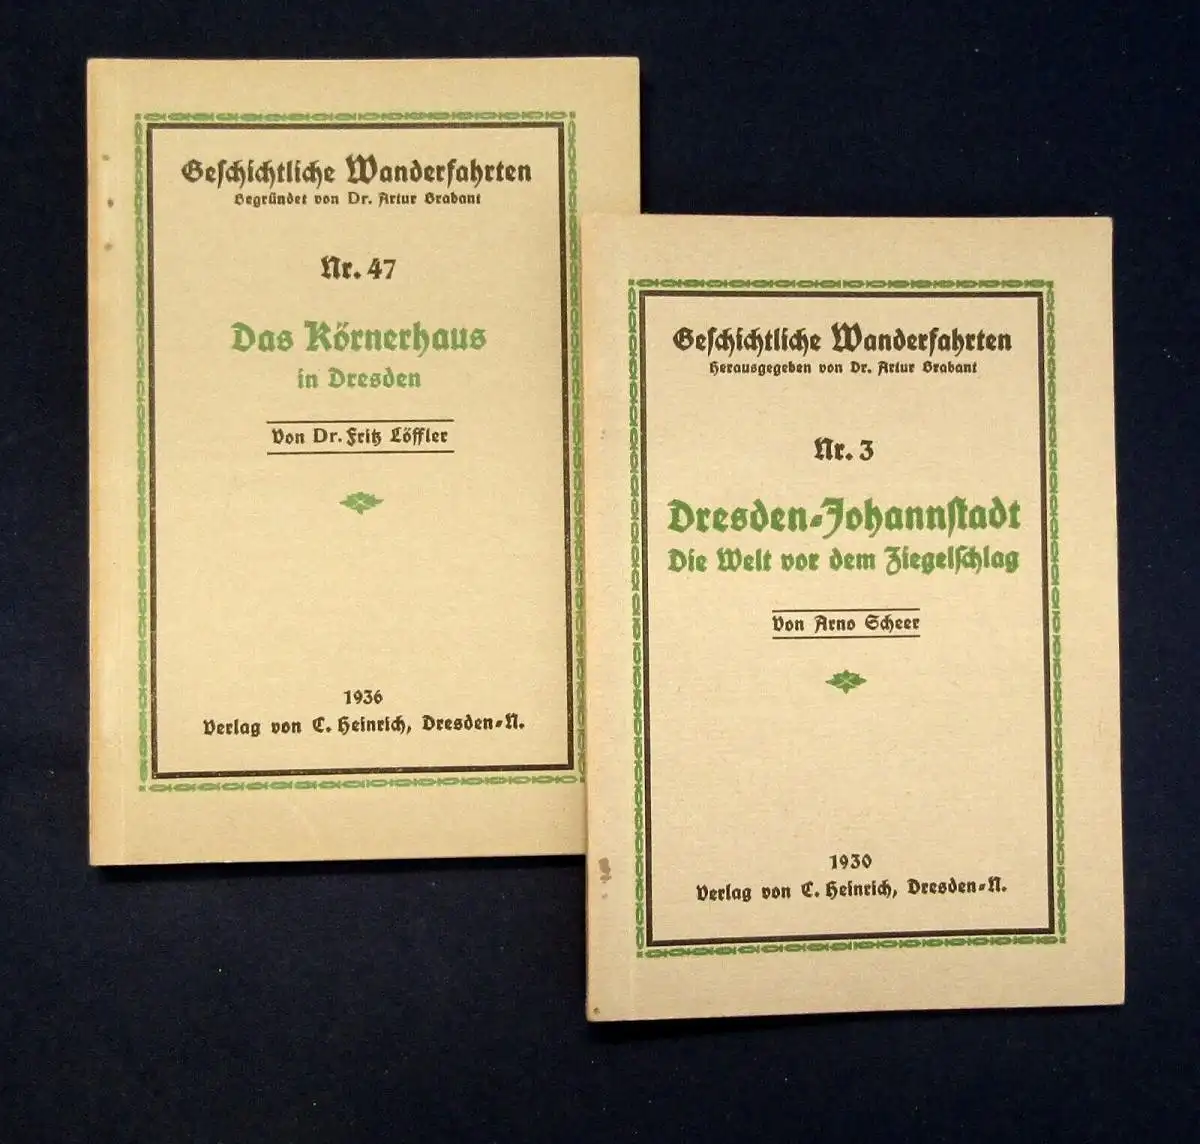 Geschichtliche Wanderfahrten
Begründet von Dr. Artur Brabant
Nr. 47
Das Körnerhaus
in Dresden
Von Dr. Fritz Löffler
1936
Verlag von C. Heinrich, Dresden-N.
Geschichtliche Wanderfahrten
Herausgegeben von Dr. Artur Brabant
Nr. 3
Dresden-Johannstadt
Die Welt vor dem Ziegelschlag
Von Arno Scheer
1930
Verlag von C. Heinrich, Dresden-N.